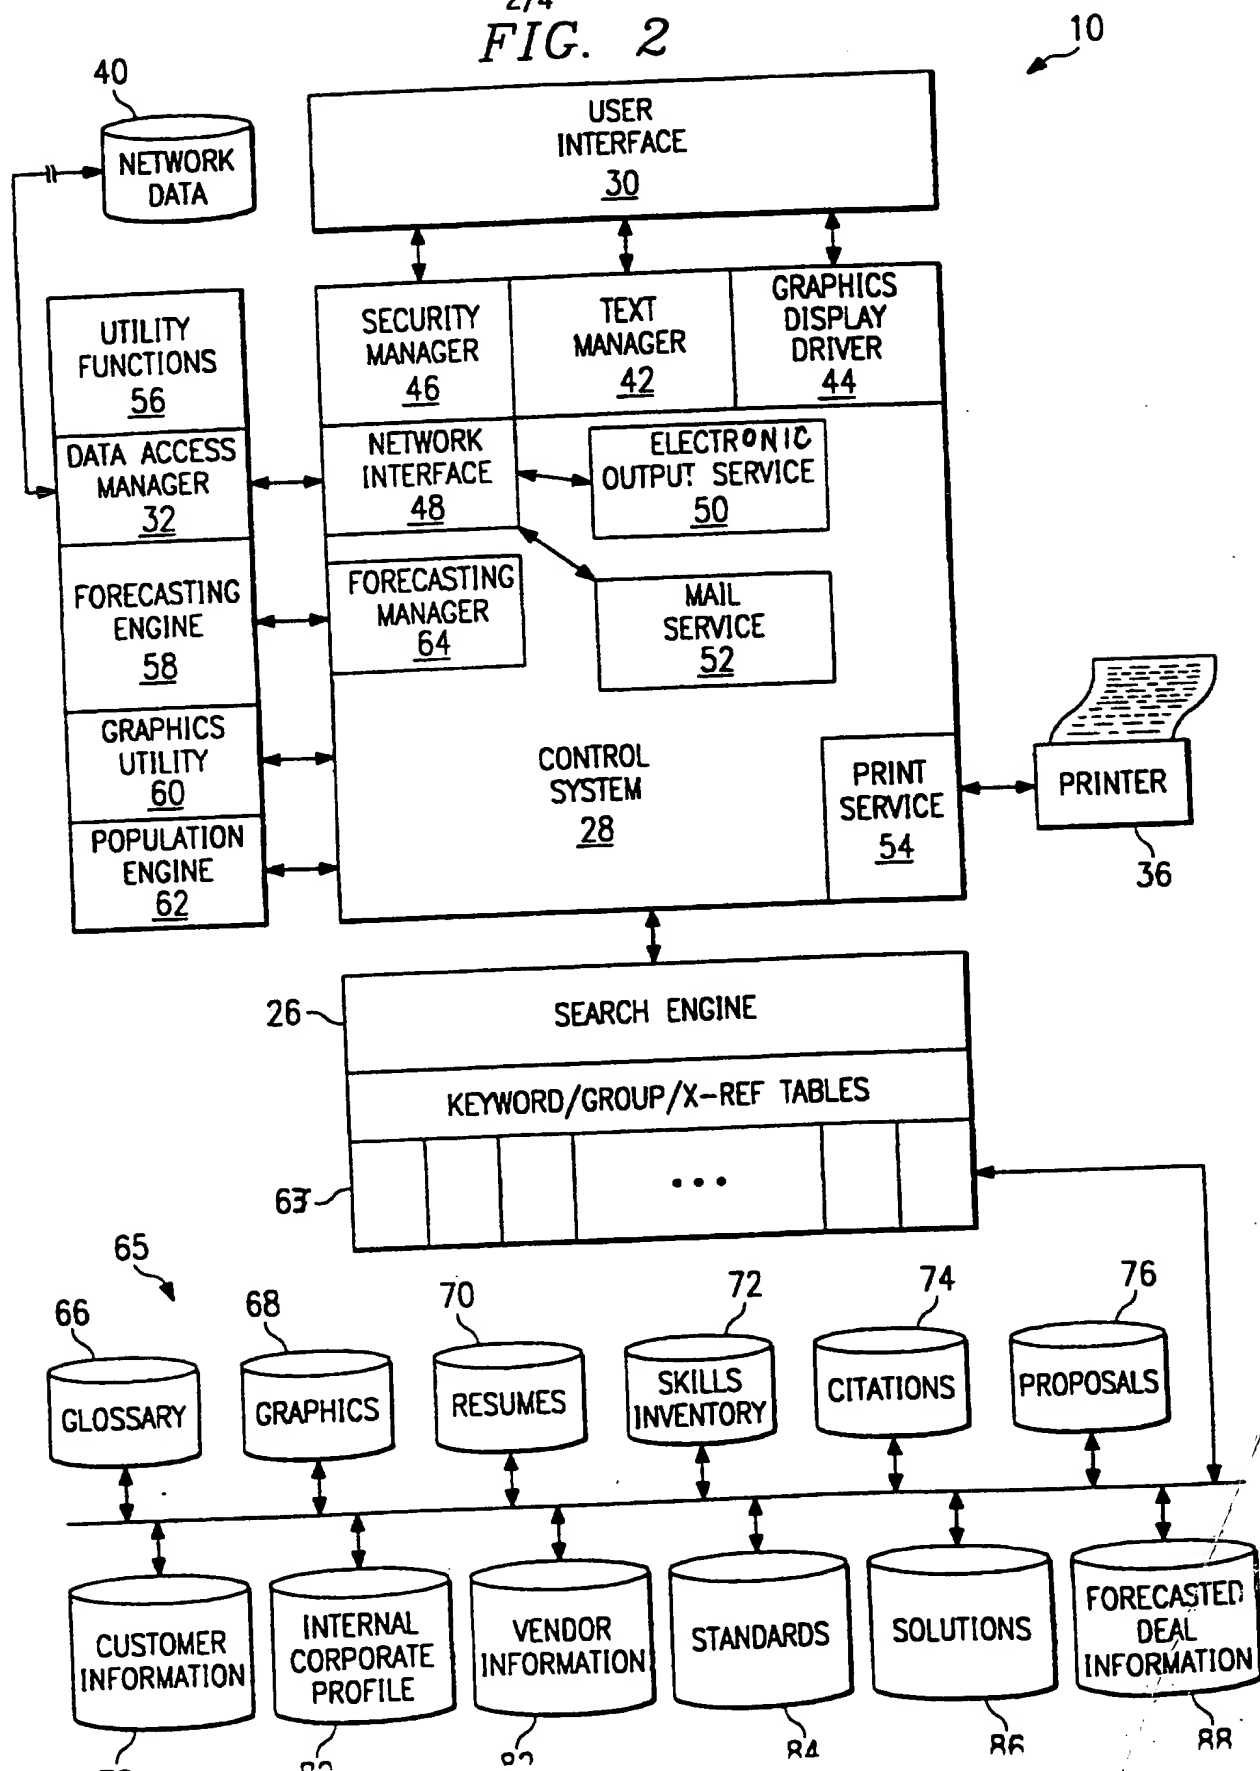 2/4
FIG. 2
10
40
NETWORK
DATA
USER
INTERFACE
30
UTILITY
FUNCTIONS
56
DATA ACCESS
MANAGER
32
FORECASTING
ENGINE
58
GRAPHICS
UTILITY
60
POPULATION
ENGINE
62
SECURITY
MANAGER
46
TEXT
MANAGER
42
GRAPHICS
DISPLAY
DRIVER
44
NETWORK
INTERFACE
48
ELECTRONIC
OUTPUT SERVICE
50
FORECASTING
MANAGER
64
MAIL
SERVICE
52
CONTROL
SYSTEM
28
PRINT
SERVICE
54
PRINTER
36
26
SEARCH ENGINE
KEYWORD/GROUP/X-REF TABLES
63
...
65
66
GLOSSARY
68
GRAPHICS
70
RESUMES
72
SKILLS
INVENTORY
74
CITATIONS
76
PROPOSALS
CUSTOMER
INFORMATION
INTERNAL
CORPORATE
PROFILE
VENDOR
INFORMATION
STANDARDS
84
SOLUTIONS
86
FORECASTED
DEAL
INFORMATION
88